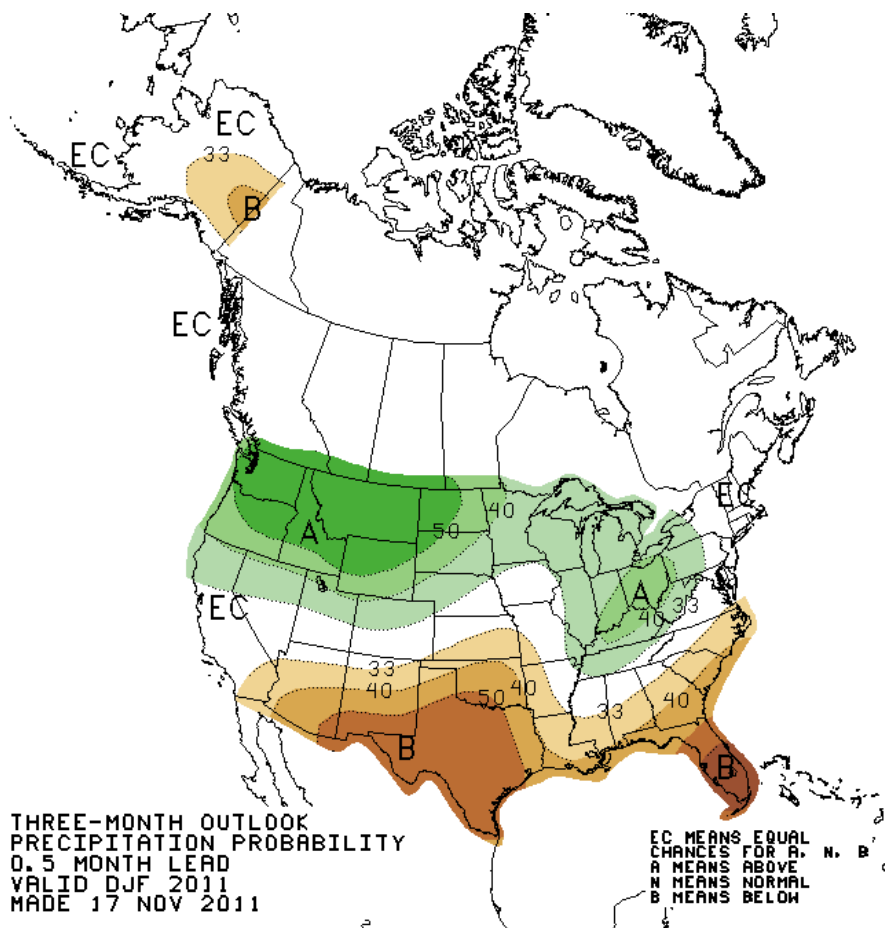 EC
EC
33
B
EC
40
EC
50
A
A
EC
33
40
33
40
50
40
40
33
B
B
THREE-MONTH OUTLOOK
PRECIPITATION PROBABILITY
0.5 MONTH LEAD
VALID DJF 2011
MADE 17 NOV 2011
EC MEANS EQUAL
CHANCES FOR A, N, B
A MEANS ABOVE
N MEANS NORMAL
B MEANS BELOW